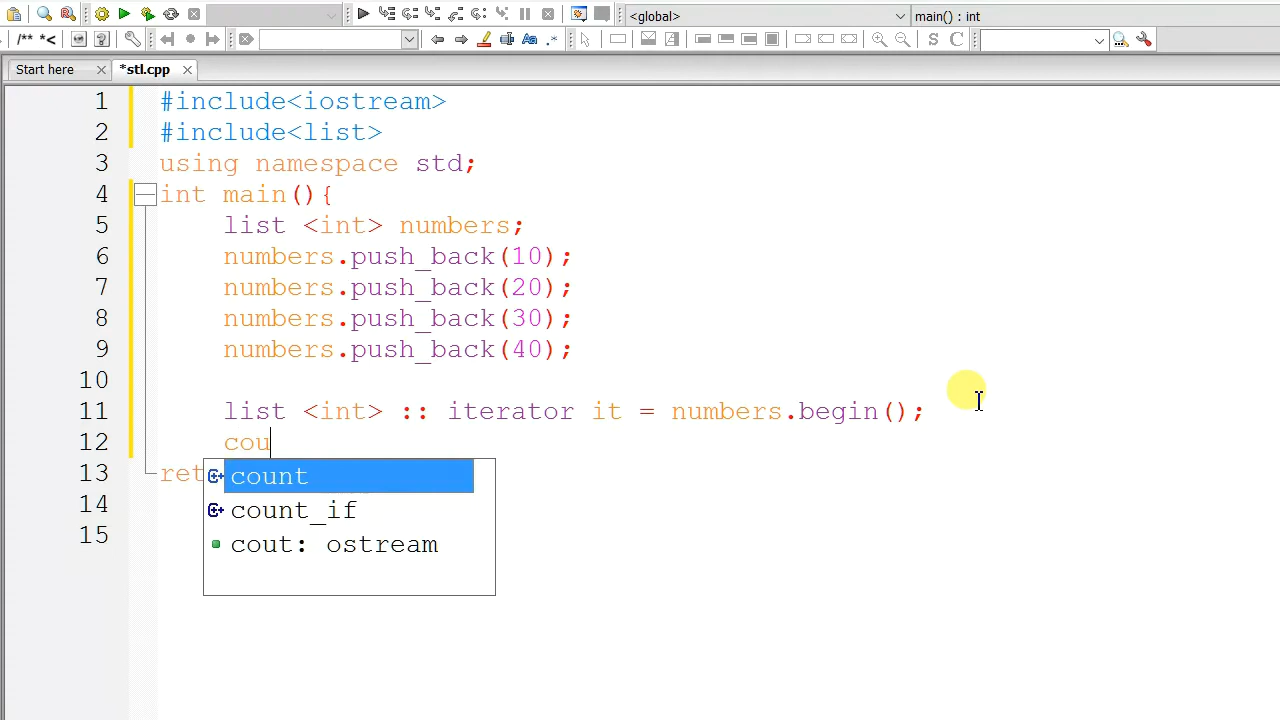 <global>
main() : int
/** *<
Aa .*
S C
Start here
*stl.cpp
1 #include<iostream>
2 #include<list>
3 using namespace std;
4 int main(){
5 list <int> numbers;
6 numbers.push_back(10);
7 numbers.push_back(20);
8 numbers.push_back(30);
9 numbers.push_back(40);
10
11 list <int> :: iterator it = numbers.begin();
12 cou
13 ret
count
14
count_if
15
cout: ostream